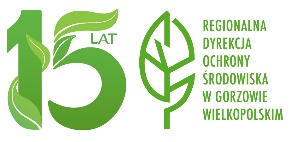 15
LAT
REGIONALNA
DYREKCJA
OCHRONY
ŚRODOWISKA
W GORZOWIE
WIELKOPOLSKIM